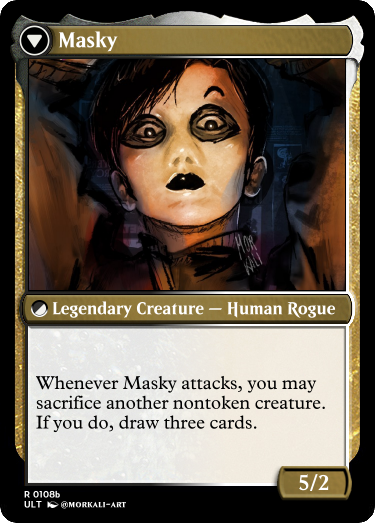 Masky
Legendary Creature — Human Rogue
Whenever Masky attacks, you may
sacrifice another nontoken creature.
If you do, draw three cards.
5/2
R 0108b
ULT @MORKALI-ART